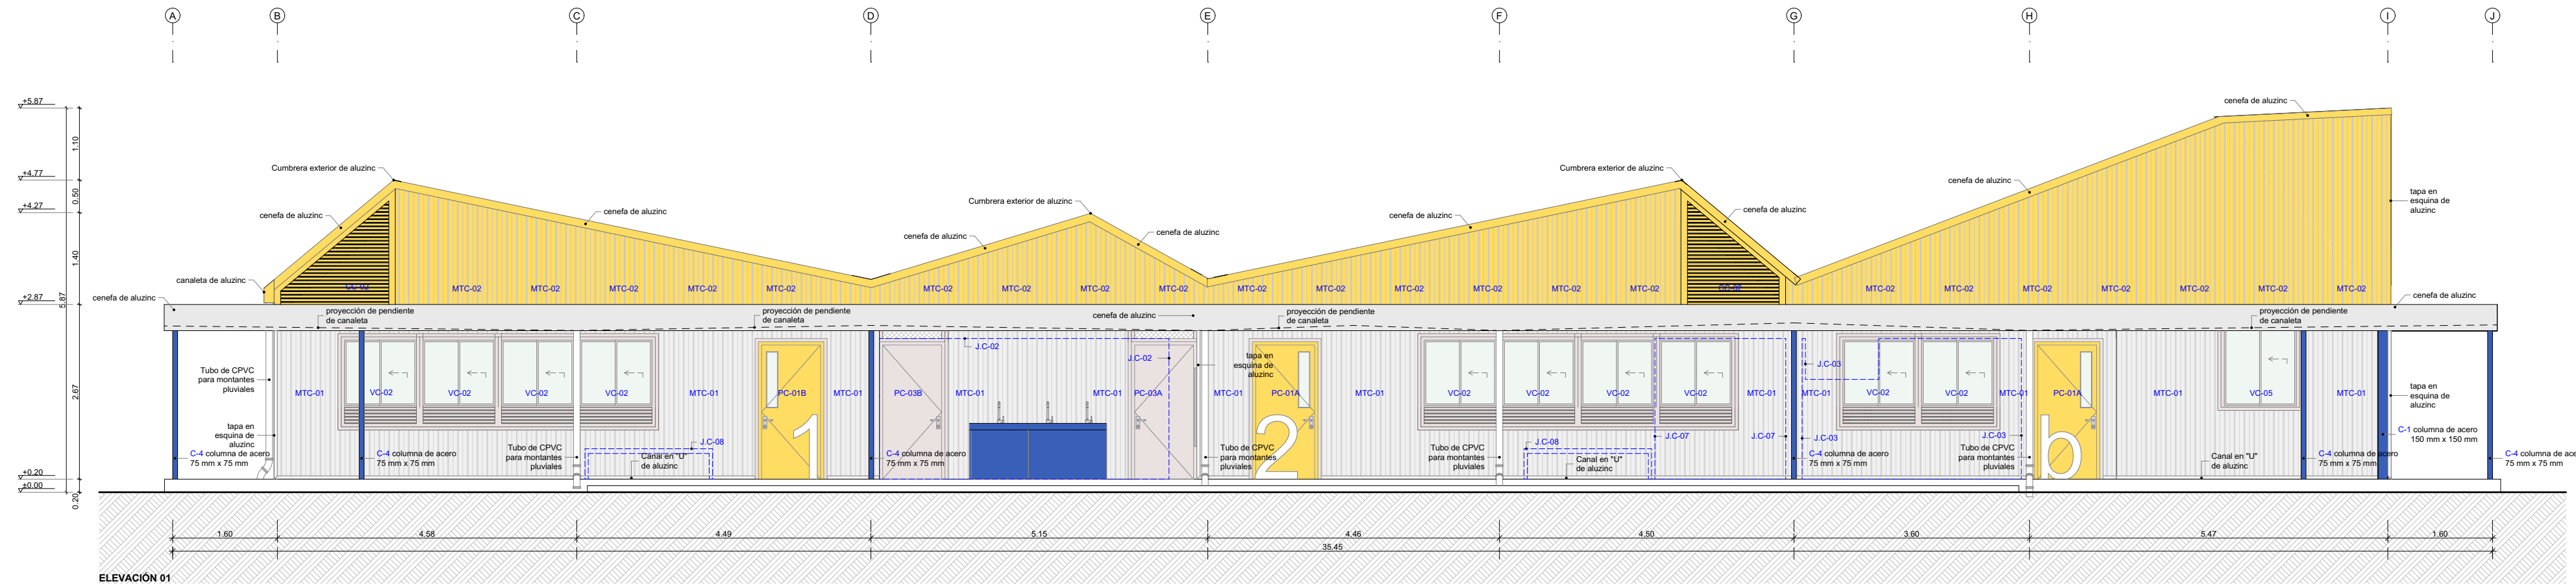 A B C D E F G H I J
+5.87
1.10
cenefa de aluzinc
+4.77
Cumbrera exterior de aluzinc
Cumbrera exterior de aluzinc
cenefa de aluzinc
0.50
tapa en
esquina de
aluzinc
+4.27
cenefa de aluzinc
cenefa de aluzinc
Cumbrera exterior de aluzinc
cenefa de aluzinc
cenefa de aluzinc
cenefa de aluzinc
cenefa de aluzinc
1.40
canaleta de aluzinc
MTC-02 MTC-02 MTC-02 MTC-02 MTC-02 MTC-02 MTC-02 MTC-02 MTC-02 MTC-02 MTC-02 MTC-02 MTC-02 MTC-02 MTC-02 MTC-02 MTC-02 MTC-02 MTC-02 MTC-02 MTC-02 MTC-02
+2.87
5.87
cenefa de aluzinc
cenefa de aluzinc
proyección de pendiente
de canaleta
proyección de pendiente
de canaleta
cenefa de aluzinc
proyección de pendiente
de canaleta
proyección de pendiente
de canaleta
J.C-02
J.C-02
tapa en
esquina de
aluzinc
J.C-03
Tubo de CPVC
para montantes
pluviales
2.67
MTC-01 VC-02 VC-02 VC-02 VC-02 MTC-01 PC-01B MTC-01 PC-03B MTC-01 MTC-01 PC-03A MTC-01 PC-01A MTC-01 VC-02 VC-02 VC-02 VC-02 MTC-01 MTC-01 VC-02 VC-02 MTC-01 PC-01A MTC-01 VC-05 MTC-01
tapa en
esquina de
aluzinc
tapa en
esquina de
aluzinc
1
2
b
C-1 columna de acero
150 mm x 150 mm
J.C-08
J.C-08
J.C-07
J.C-07
J.C-03
J.C-03
C-4 columna de acero
75 mm x 75 mm
C-4 columna de acero
75 mm x 75 mm
Tubo de CPVC
para montantes
pluviales
Canal en "U"
de aluzinc
C-4 columna de acero
75 mm x 75 mm
Tubo de CPVC
para montantes
pluviales
Tubo de CPVC
para montantes
pluviales
Canal en "U"
de aluzinc
C-4 columna de acero
75 mm x 75 mm
Tubo de CPVC
para montantes
pluviales
Canal en "U"
de aluzinc
C-4 columna de acero
75 mm x 75 mm
C-4 columna de ace
75 mm x 75 mm
+0.20
+0.00
0.20
1.60 4.58 4.49 5.15 4.46 4.50 3.60 5.47 1.60
35.45
ELEVACIÓN 01